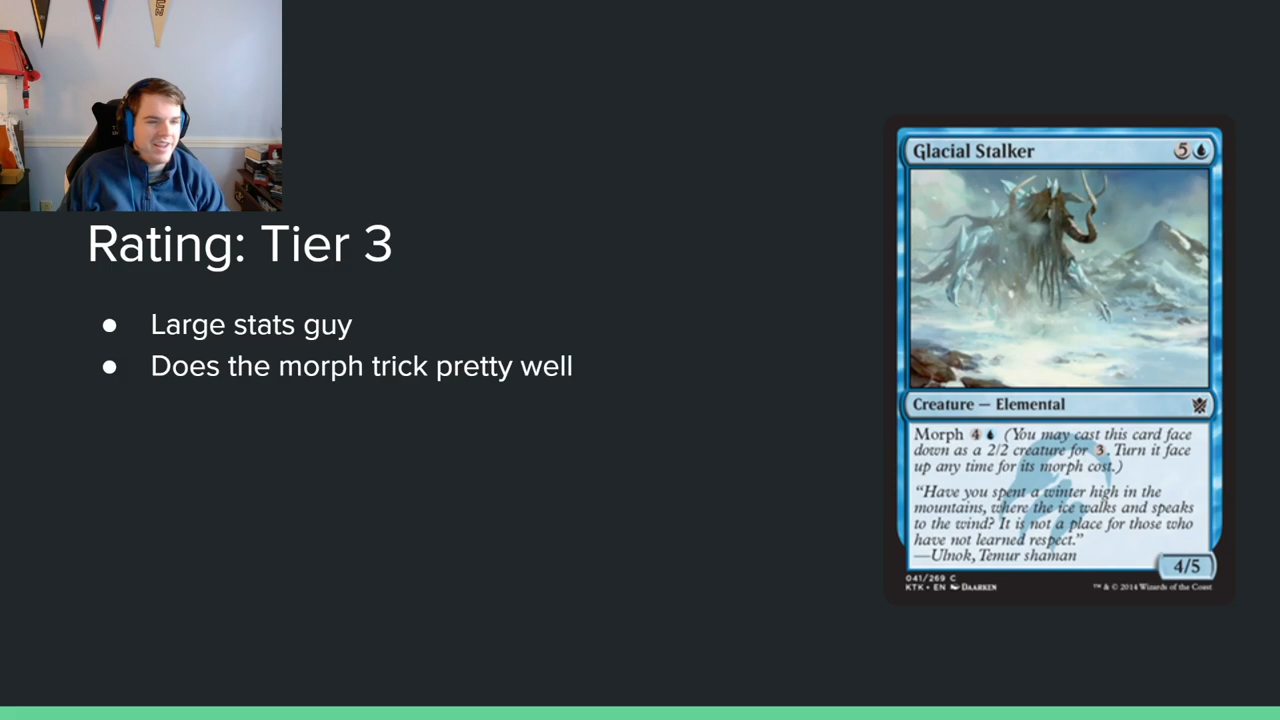 Rating: Tier 3
● Large stats guy
● Does the morph trick pretty well
Glacial Stalker 5
Creature — Elemental
Morph 4 (You may cast this card face
down as a 2/2 creature for 3. Turn it face
up any time for its morph cost.)
“Have you spent a winter high in the
mountains, where the ice walks and speaks
to the wind? It is not a place for those who
have not learned respect.”
—Ulnok, Temur shaman
4/5
041/269 C
KTK • EN DAARKEN
™ & © 2014 Wizards of the Coast